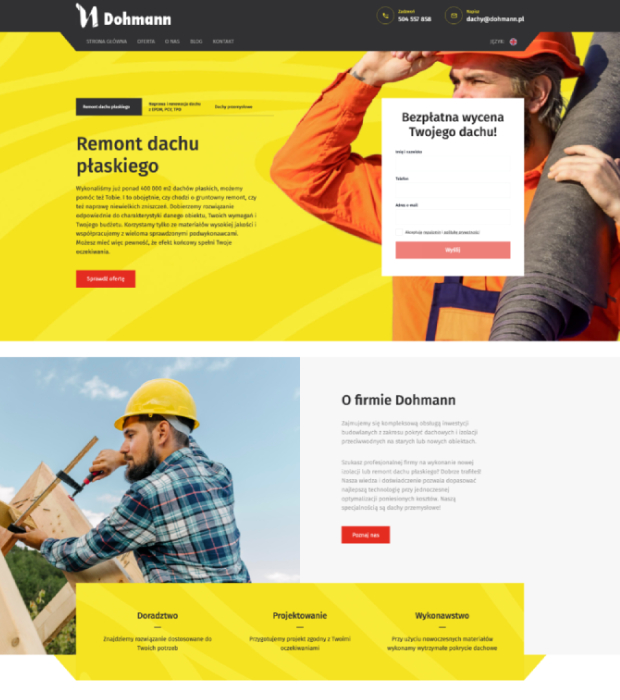 Dohmann
Zadzwoń
504 557 858
Napisz
dachy@dohmann.pl
STRONA GŁÓWNA
OFERTA
O NAS
BLOG
KONTAKT
JĘZYK:
Remont dachu płaskiego
Naprawa i renowacja dachu
z EPDM, PCV, TPO
Dachy przemysłowe
Remont dachu
płaskiego
Wykonaliśmy już ponad 400 000 m2 dachów płaskich, możemy
pomóc też Tobie. I to obojętnie, czy chodzi o gruntowny remont, czy
też naprawę niewielkich zniszczeń. Dobierzemy rozwiązanie
odpowiednie do charakterystyki danego obiektu, Twoich wymagań i
Twojego budżetu. Korzystamy tylko ze materiałów wysokiej jakości i
współpracujemy z wieloma sprawdzonymi podwykonawcami.
Możesz mieć więc pewność, że efekt końcowy spełni Twoje
oczekiwania.
Sprawdź ofertę
Bezpłatna wycena
Twojego dachu!
Imię i nazwisko
Telefon
Adres e-mail
Akceptuję regulamin i politykę prywatności
Wyślij
O firmie Dohmann
Zajmujemy się kompleksową obsługą inwestycji
budowlanych z zakresu pokryć dachowych i izolacji
przeciwwodnych na starych lub nowych obiektach.
Szukasz profesjonalnej firmy na wykonanie nowej
izolacji lub remont dachu płaskiego? Dobrze trafiłeś!
Nasza wiedza i doświadczenie pozwala dopasować
najlepszą technologię przy jednoczesnej
optymalizacji poniesionych kosztów. Naszą
specjalnością są dachy przemysłowe!
Poznaj nas
Doradztwo
Znajdziemy rozwiązanie dostosowane do
Twoich potrzeb
Projektowanie
Przygotujemy projekt zgodny z Twoimi
oczekiwaniami
Wykonawstwo
Przy użyciu nowoczesnych materiałów
wykonamy wytrzymałe pokrycie dachowe